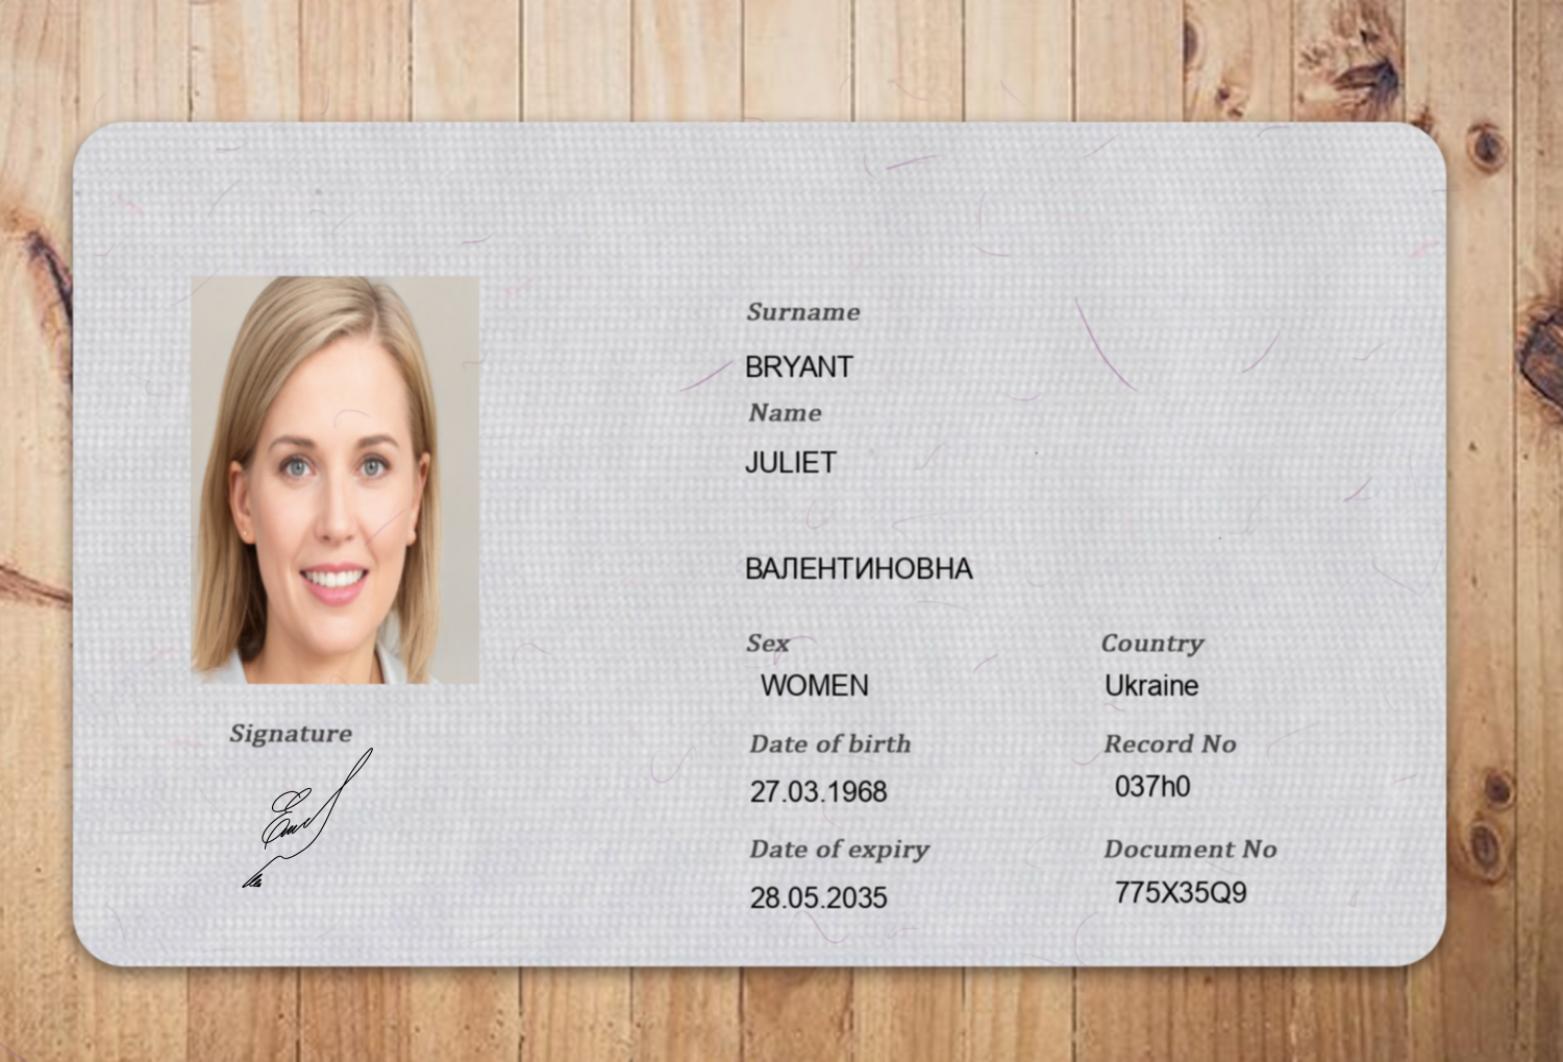 Surname
BRYANT
Name
JULIET
ВАЛЕНТИНОВНА
Sex
Country
WOMEN
Ukraine
Signature
Date of birth
Record No
27.03.1968
037h0
Date of expiry
Document No
28.05.2035
775X35Q9